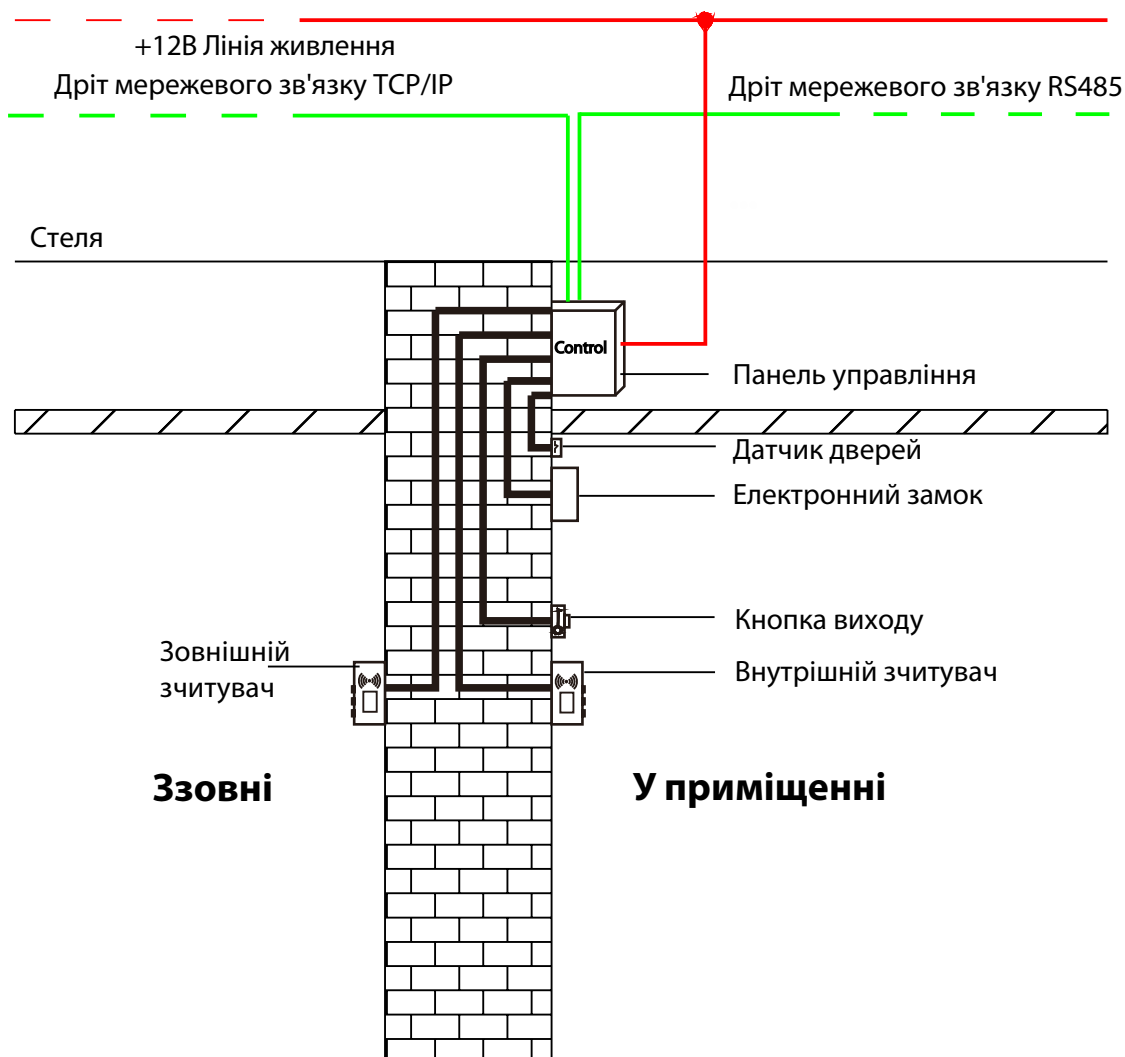 +12В Лінія живлення
Дріт мережевого зв'язку TCP/IP
Дріт мережевого зв'язку RS485
Стеля
Control
Панель управління
Датчик дверей
Електронний замок
Кнопка виходу
Зовнішній
зчитувач
Внутрішній зчитувач
Ззовні
У приміщенні